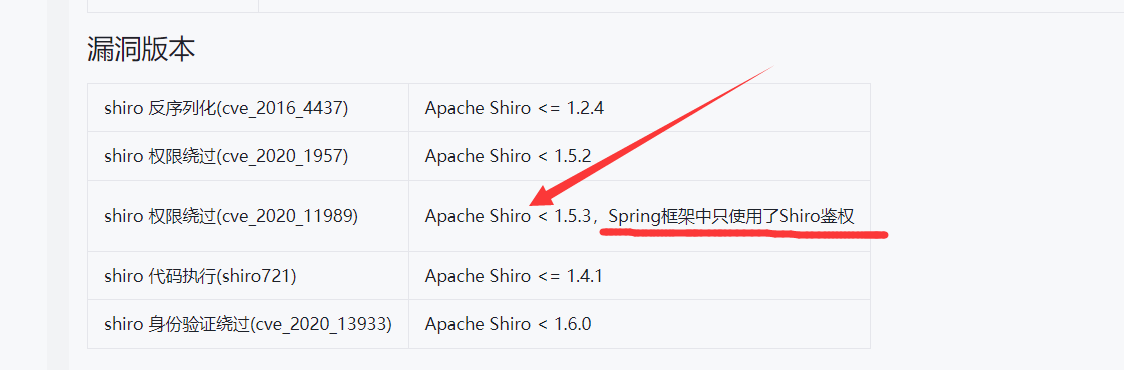 漏洞版本
shiro 反序列化(cve_2016_4437) Apache Shiro <= 1.2.4
shiro 权限绕过(cve_2020_1957) Apache Shiro < 1.5.2
shiro 权限绕过(cve_2020_11989) Apache Shiro < 1.5.3，Spring框架中只使用了Shiro鉴权
shiro 代码执行(shiro721) Apache Shiro <= 1.4.1
shiro 身份验证绕过(cve_2020_13933) Apache Shiro < 1.6.0